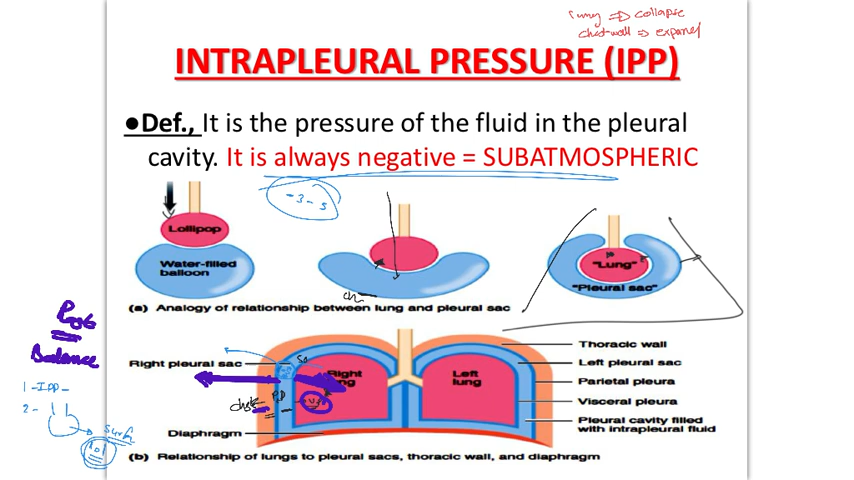 lung ⇒ collapse
chest-wall ⇒ expand
INTRAPLEURAL PRESSURE (IPP)
●Def., It is the pressure of the fluid in the pleural
cavity. It is always negative = SUBATMOSPHERIC
-3 -5
Lollipop
Water-filled
balloon
"Lung"
"Pleural sac"
(a) Analogy of relationship between lung and pleural sac
Balance
1 - IPP -
2 -
Surf
Right pleural sac
Right
lung
Left
lung
Diaphragm
Thoracic wall
Left pleural sac
Parietal pleura
Visceral pleura
Pleural cavity filled
with intrapleural fluid
(b) Relationship of lungs to pleural sacs, thoracic wall, and diaphragm